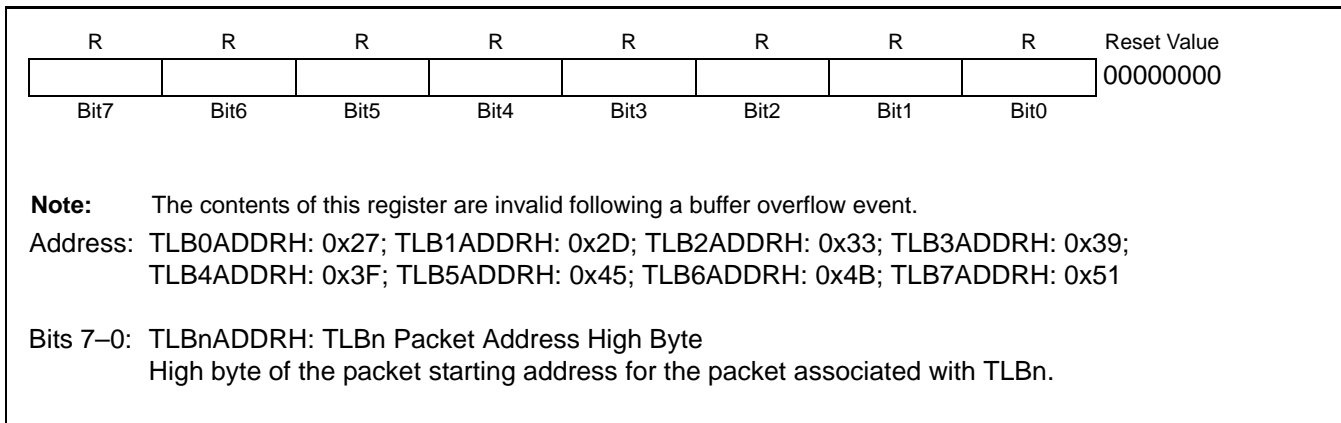 R R R R R R R R Reset Value
00000000
Bit7 Bit6 Bit5 Bit4 Bit3 Bit2 Bit1 Bit0
Note: The contents of this register are invalid following a buffer overflow event.
Address: TLB0ADDRH: 0x27; TLB1ADDRH: 0x2D; TLB2ADDRH: 0x33; TLB3ADDRH: 0x39;
TLB4ADDRH: 0x3F; TLB5ADDRH: 0x45; TLB6ADDRH: 0x4B; TLB7ADDRH: 0x51
Bits 7–0: TLBnADDRH: TLBn Packet Address High Byte
High byte of the packet starting address for the packet associated with TLBn.